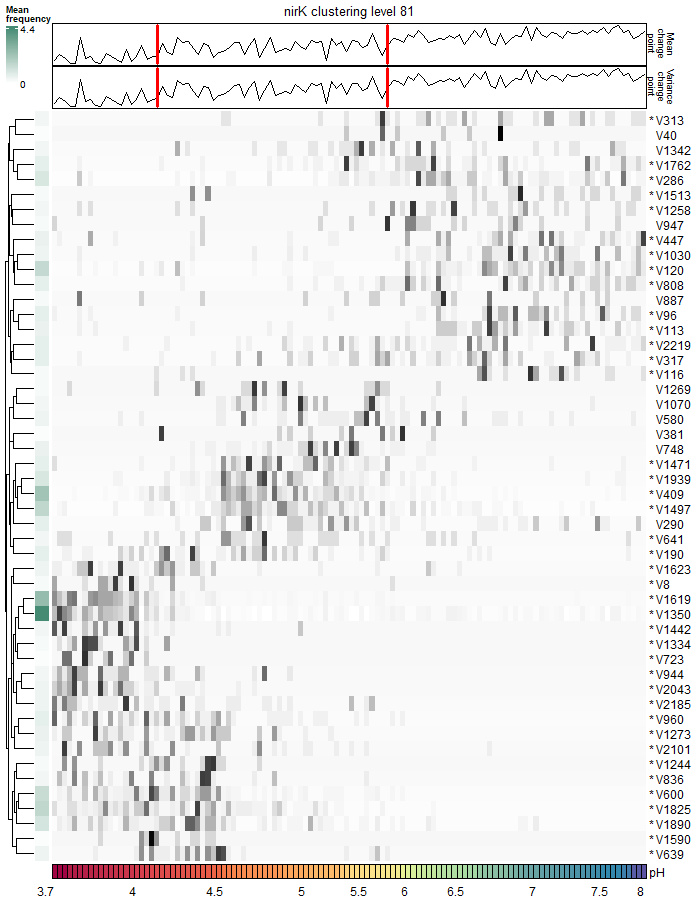 nirK clustering level 81
Mean
frequency
4.4
0
Mean
change
point
Variance
change
point
*V313
V40
V1342
*V1762
*V286
*V1513
*V1258
V947
*V447
*V1030
*V120
*V808
V887
*V96
*V113
*V2219
*V317
*V116
V1269
V1070
V580
V381
V748
*V1471
*V1939
*V409
*V1497
V290
*V641
*V190
*V1623
*V8
*V1619
*V1350
*V1442
*V1334
*V723
*V944
*V2043
*V2185
*V960
*V1273
*V2101
*V1244
*V836
*V600
*V1825
*V1890
*V1590
*V639
pH
3.7 4 4.5 5 5.5 6 6.5 7 7.5 8